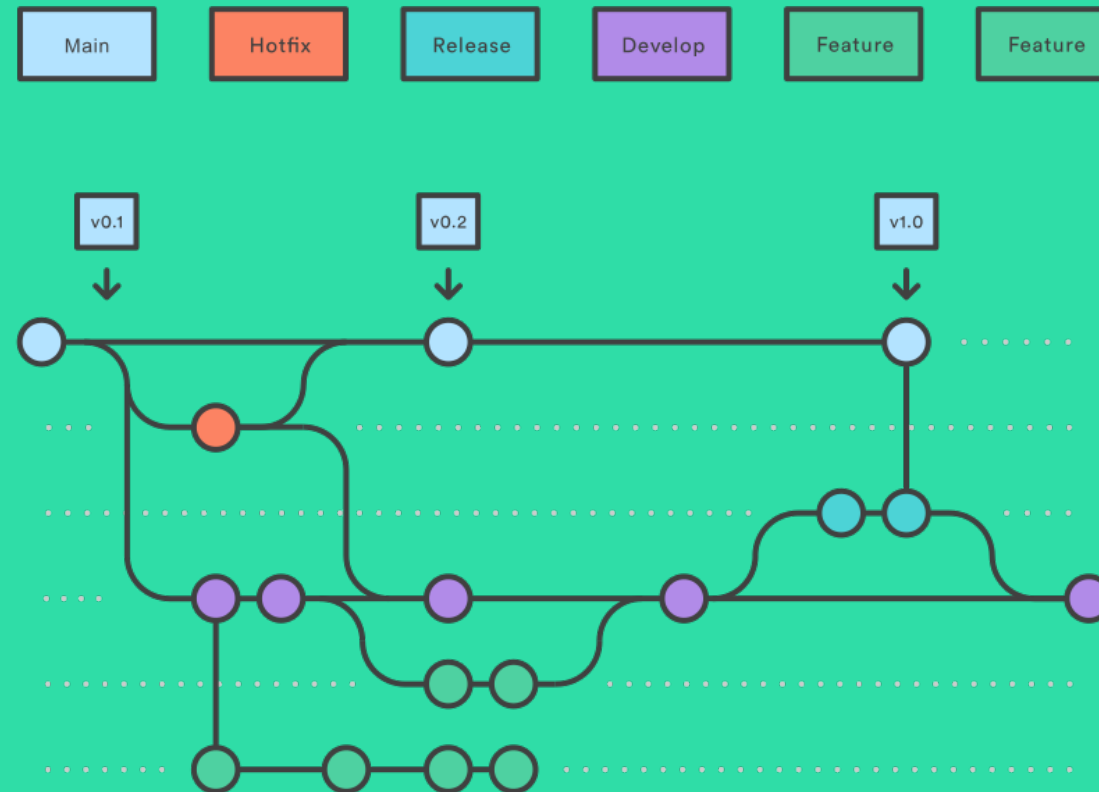 Main
Hotfix
Release
Develop
Feature
Feature
v0.1
v0.2
v1.0